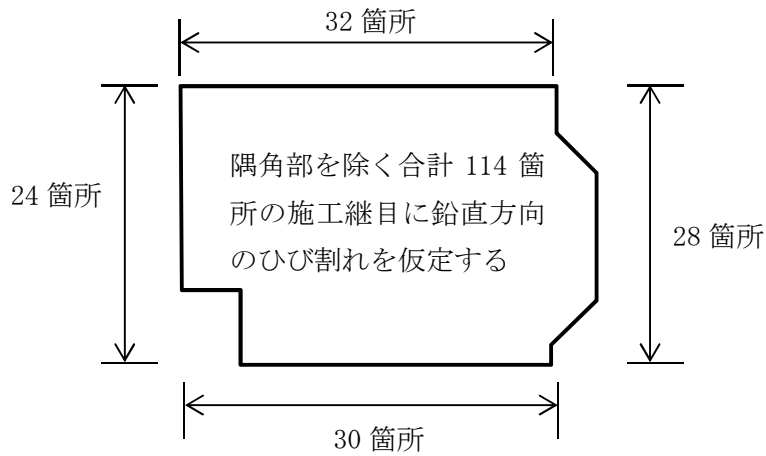 32 箇所
24 箇所
隅角部を除く合計 114 箇
所の施工継目に鉛直方向
のひび割れを仮定する
28 箇所
30 箇所